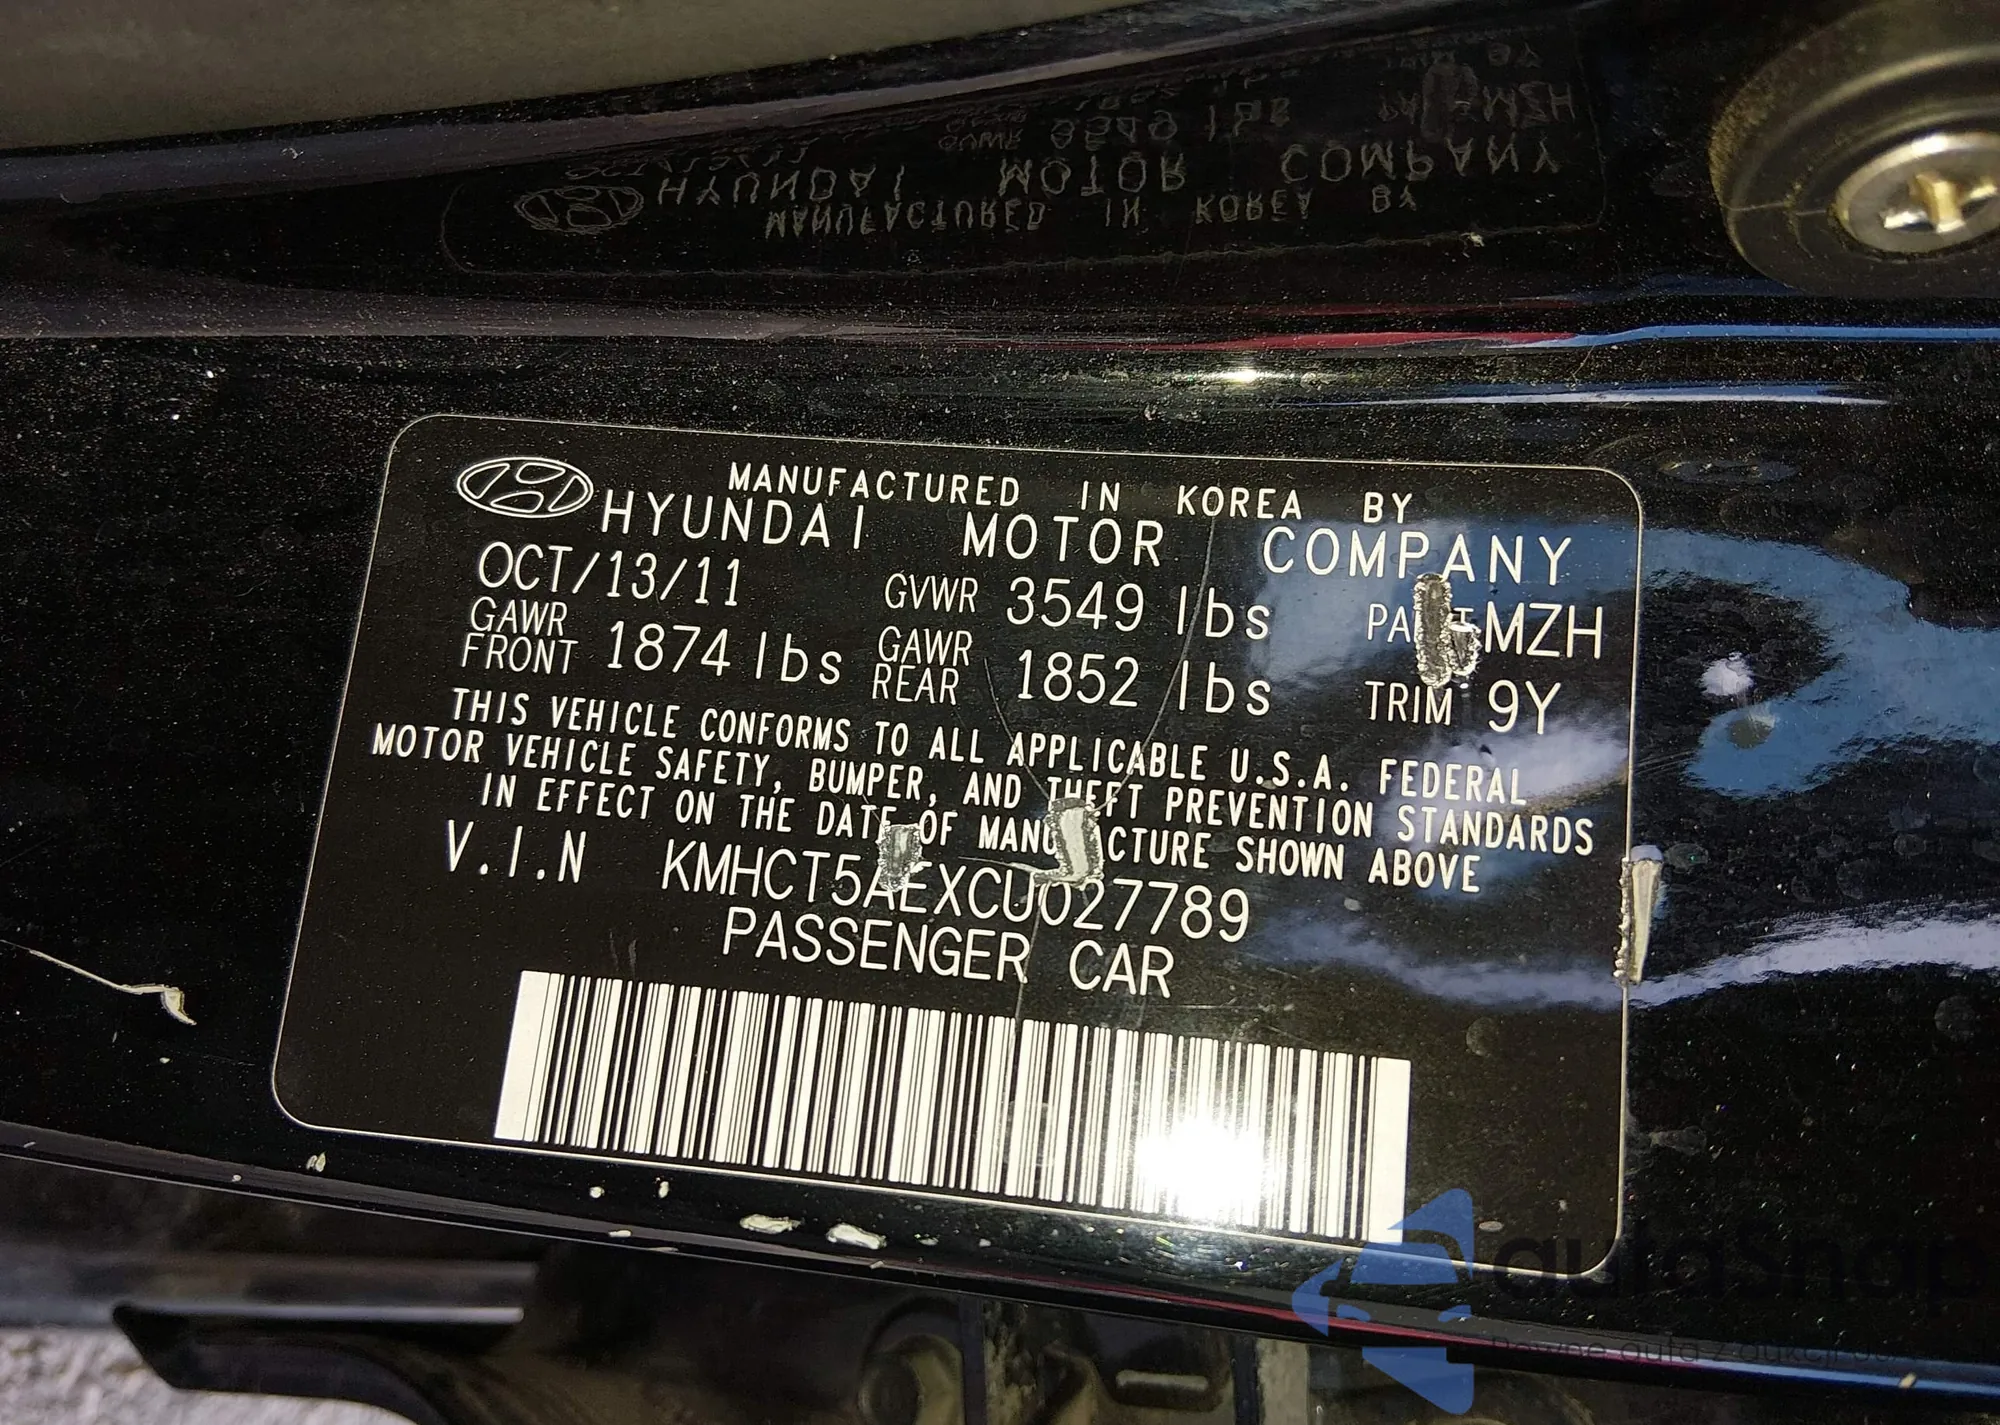 MANUFACTURED IN KOREA BY
HYUNDAI MOTOR COMPANY
OCT/13/11 GVWR 3549 lbs PAINT MZH
GAWR FRONT 1874 lbs GAWR REAR 1852 lbs TRIM 9Y
THIS VEHICLE CONFORMS TO ALL APPLICABLE U.S.A. FEDERAL
MOTOR VEHICLE SAFETY, BUMPER, AND THEFT PREVENTION STANDARDS
IN EFFECT ON THE DATE OF MANUFACTURE SHOWN ABOVE
V.I.N KMHCT5AEXCU027789
PASSENGER CAR
autoSnap